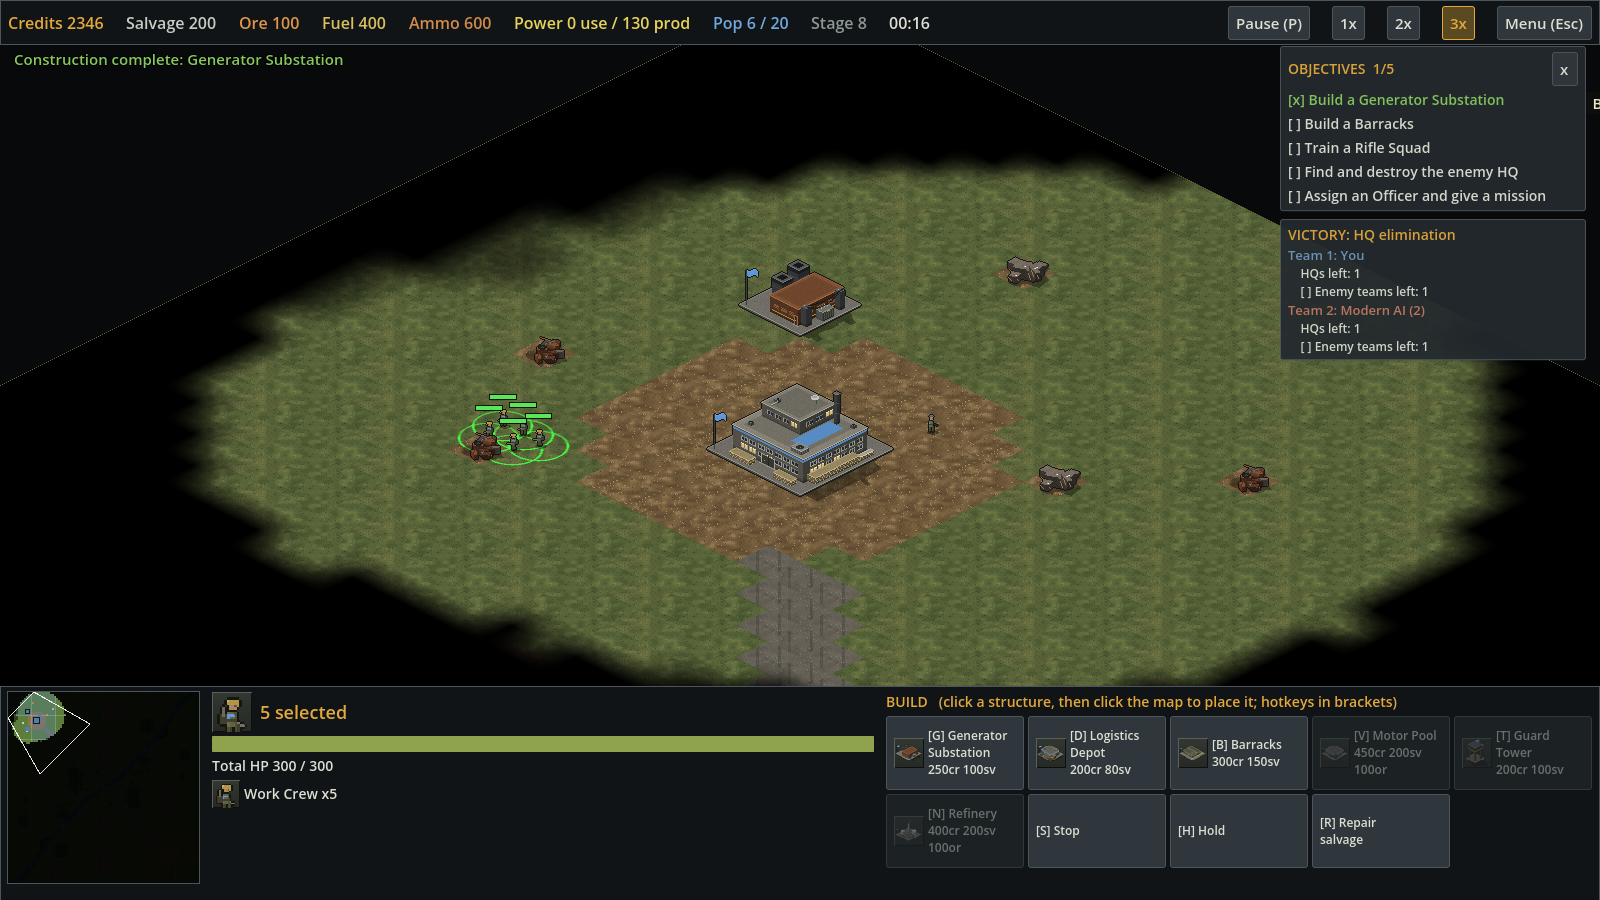 Credits 2346 Salvage 200 Ore 100 Fuel 400 Ammo 600 Power 0 use / 130 prod Pop 6 / 20 Stage 8 00:16 Pause (P) 1x 2x 3x Menu (Esc)
Construction complete: Generator Substation
OBJECTIVES 1/5 x
[x] Build a Generator Substation
[ ] Build a Barracks
[ ] Train a Rifle Squad
[ ] Find and destroy the enemy HQ
[ ] Assign an Officer and give a mission
VICTORY: HQ elimination
Team 1: You
HQs left: 1
[ ] Enemy teams left: 1
Team 2: Modern AI (2)
HQs left: 1
[ ] Enemy teams left: 1
5 selected
Total HP 300 / 300
Work Crew x5
BUILD (click a structure, then click the map to place it; hotkeys in brackets)
[G] Generator
Substation
250cr 100sv
[D] Logistics
Depot
200cr 80sv
[B] Barracks
300cr 150sv
[V] Motor Pool
450cr 200sv
100or
[T] Guard
Tower
200cr 100sv
[N] Refinery
400cr 200sv
100or
[S] Stop
[H] Hold
[R] Repair
salvage